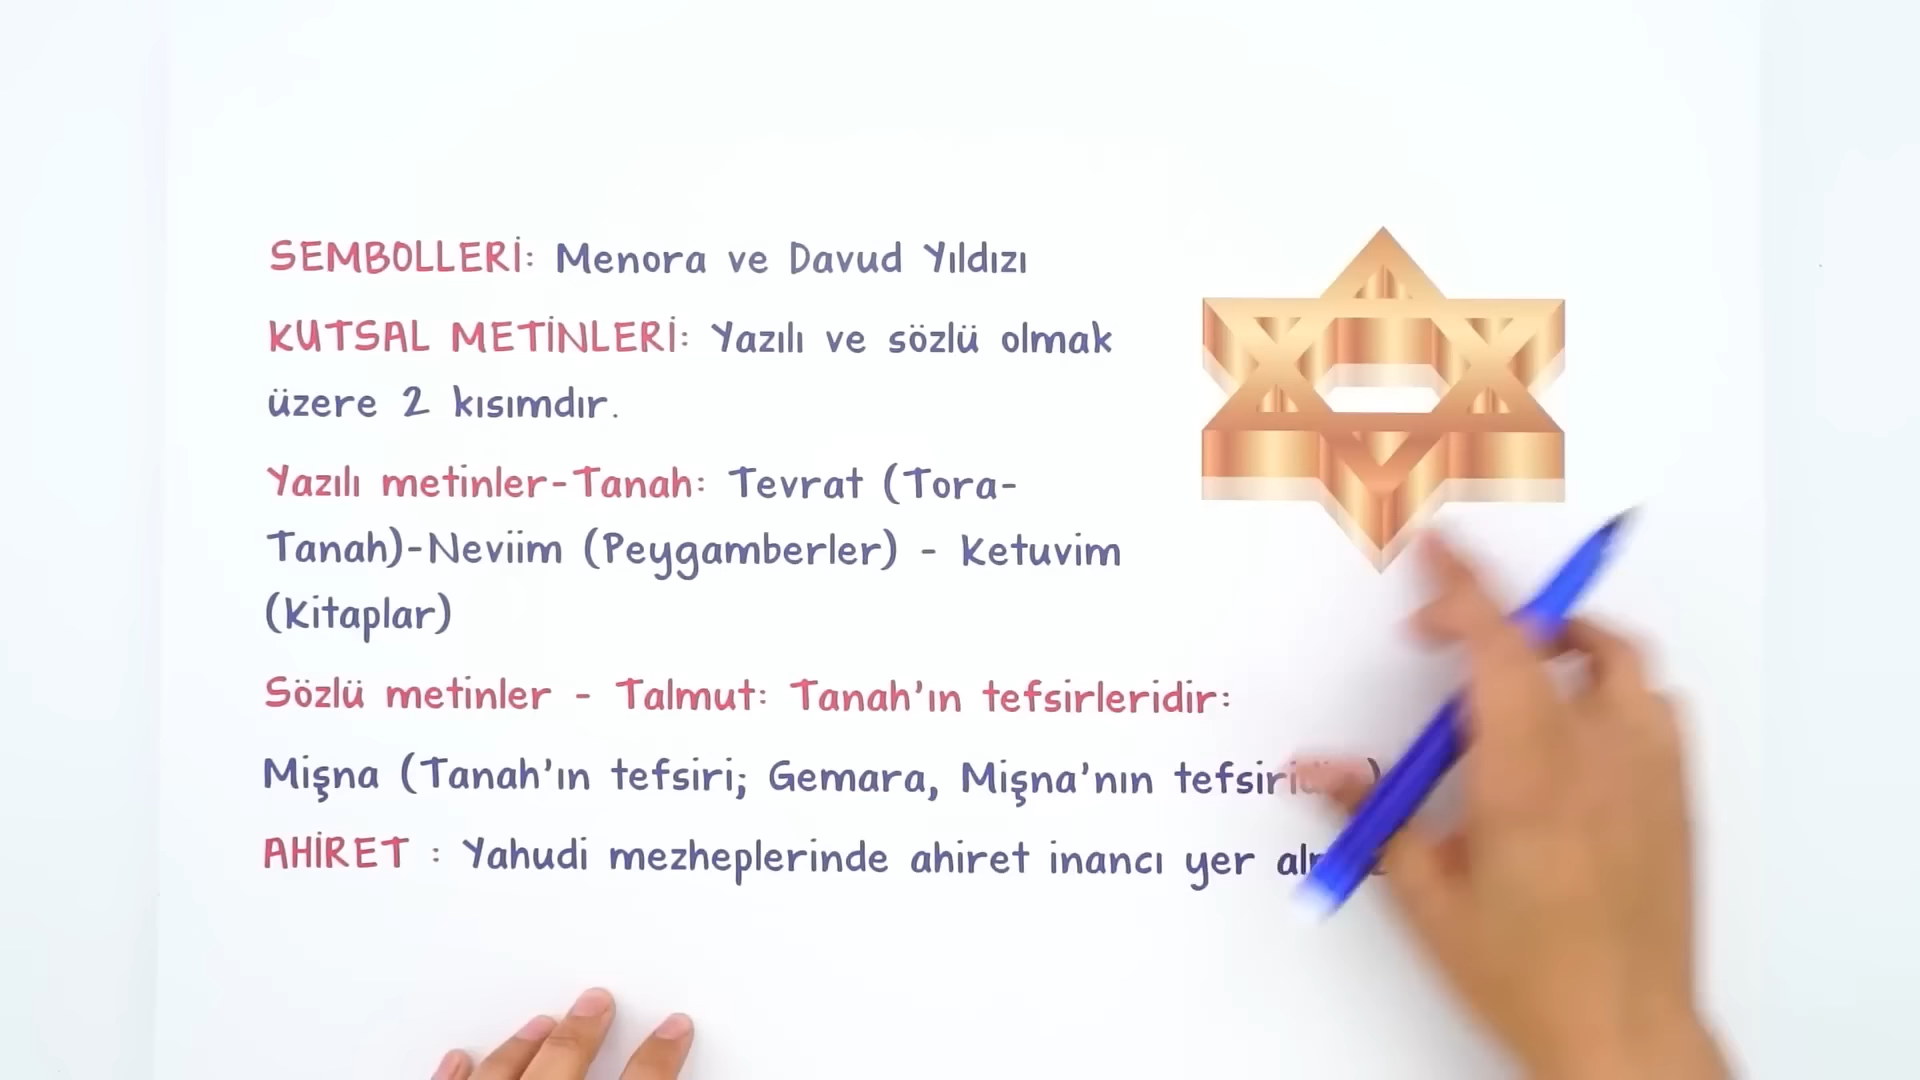 SEMBOLLERİ: Menora ve Davud Yıldızı
KUTSAL METİNLERİ: Yazılı ve sözlü olmak
üzere 2 kısımdır.
Yazılı metinler-Tanah: Tevrat (Tora-
Tanah)-Neviim (Peygamberler) - Ketuvim
(Kitaplar)
Sözlü metinler - Talmut: Tanah'ın tefsirleridir:
Mişna (Tanah'ın tefsiri; Gemara, Mişna'nın
AHİRET : Yahudi mezheplerinde ahiret inancı yer